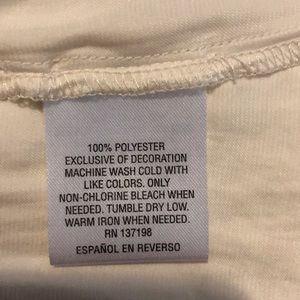 100% POLYESTER
EXCLUSIVE OF DECORATION
MACHINE WASH COLD WITH
LIKE COLORS. ONLY
NON-CHLORINE BLEACH WHEN
NEEDED. TUMBLE DRY LOW.
WARM IRON WHEN NEEDED.
RN 137198
ESPAÑOL EN REVERSO